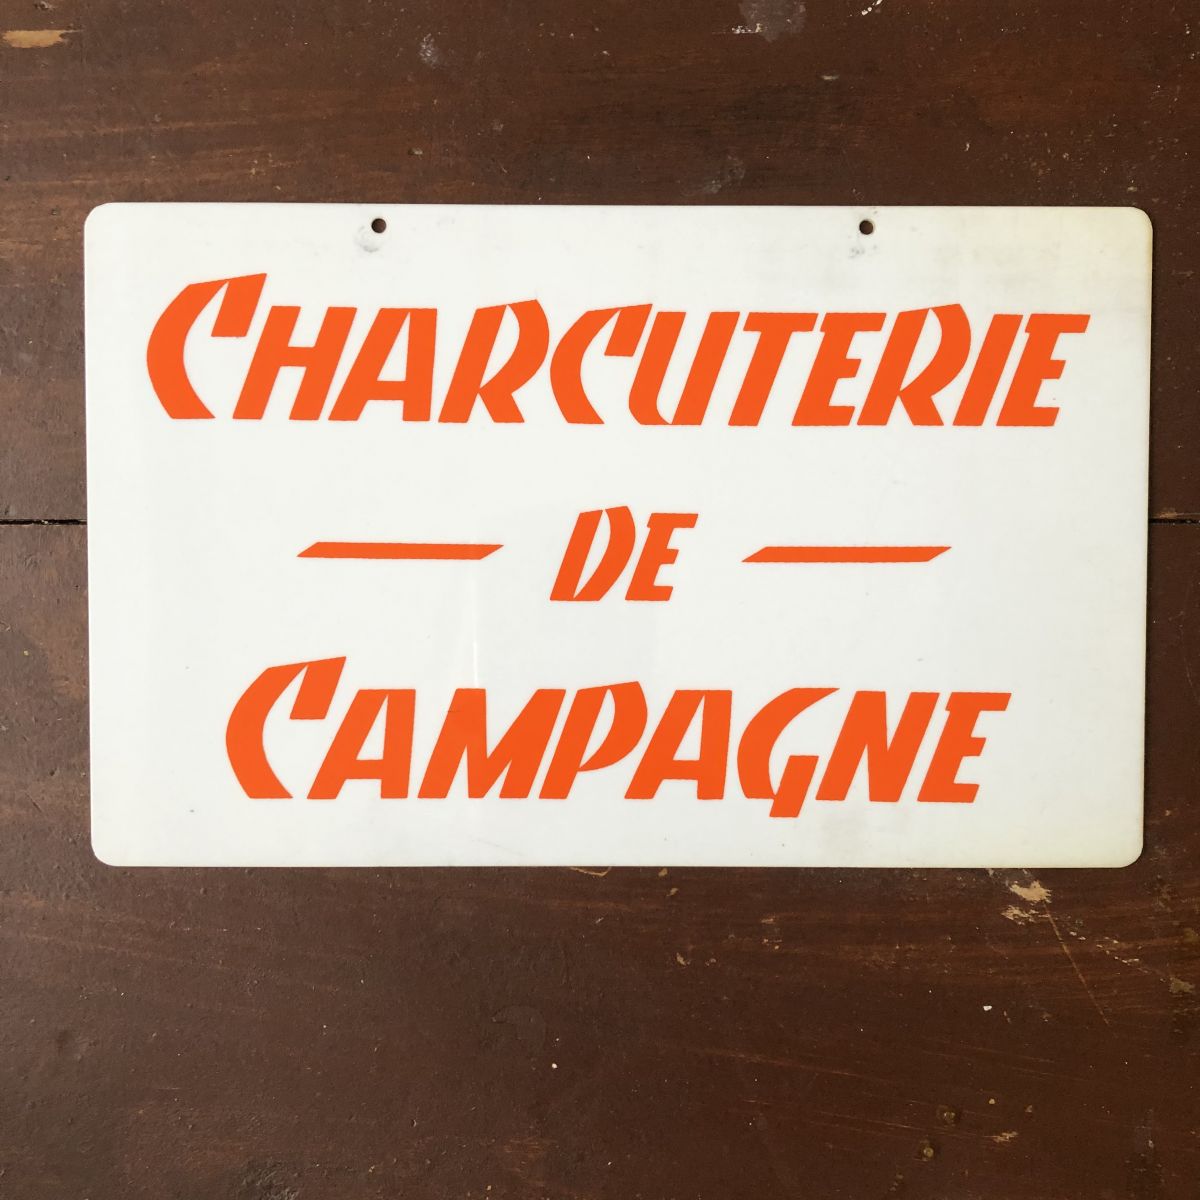 CHARCUTERIE
— DE —
CAMPAGNE